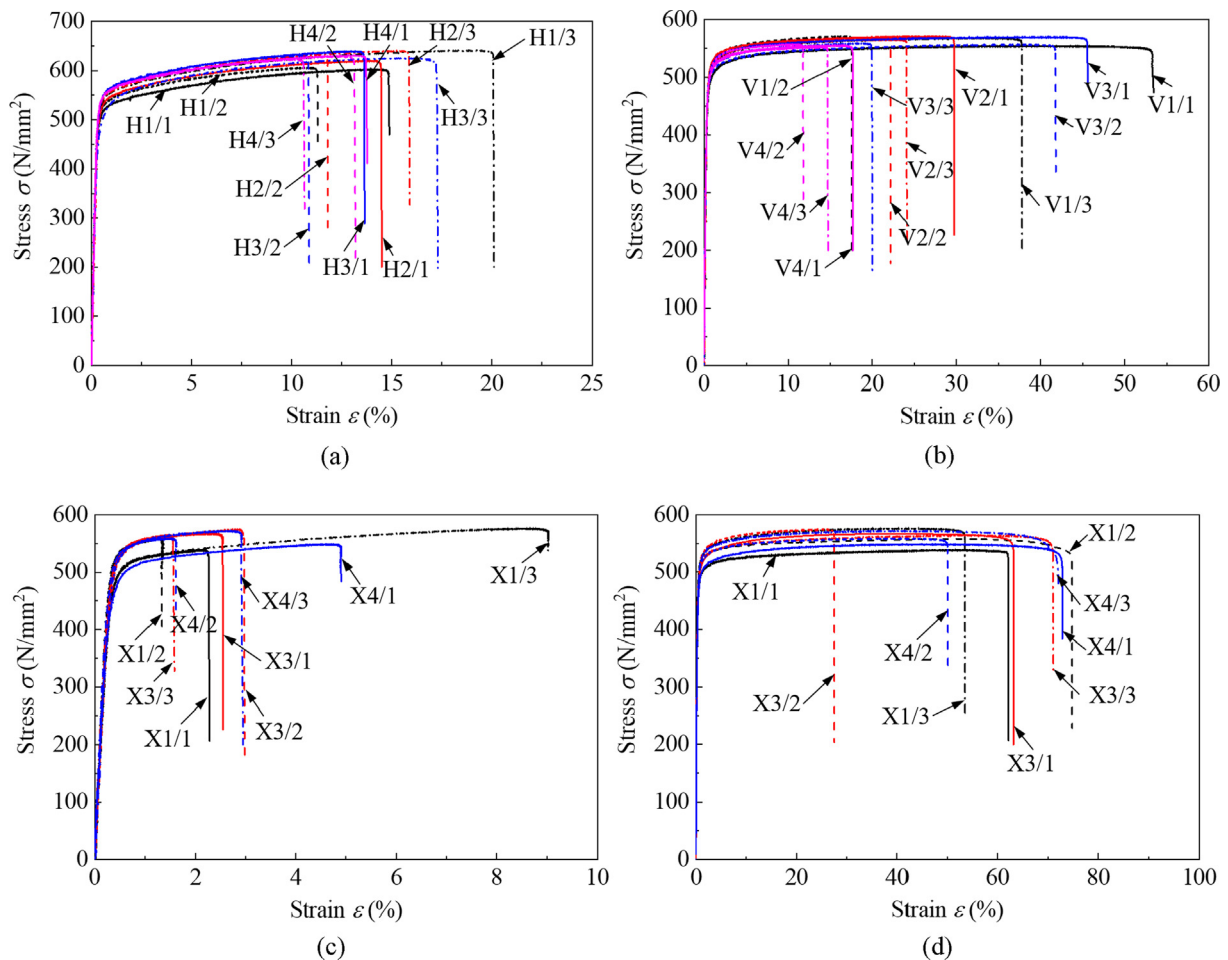 700
600
500
400
300
200
100
0
Stress σ (N/mm²)
H4/2
H4/1
H2/3
H1/3
H1/2
H1/1
H3/3
H4/3
H2/2
H3/2
H3/1
H2/1
0 5 10 15 20 25
Strain ε (%)
(a)
600
500
400
300
200
100
0
Stress σ (N/mm²)
V1/2
V3/3
V2/1
V3/1
V1/1
V3/2
V4/2
V2/3
V4/3
V1/3
V2/2
V4/1
0 10 20 30 40 50 60
Strain ε (%)
(b)
600
500
400
300
200
100
0
Stress σ (N/mm²)
X1/3
X4/1
X4/3
X4/2
X1/2
X3/1
X3/3
X1/1
X3/2
0 2 4 6 8 10
Strain ε (%)
(c)
600
500
400
300
200
100
0
Stress σ (N/mm²)
X1/2
X1/1
X4/3
X4/1
X4/2
X3/3
X3/2
X1/3
X3/1
0 20 40 60 80 100
Strain ε (%)
(d)